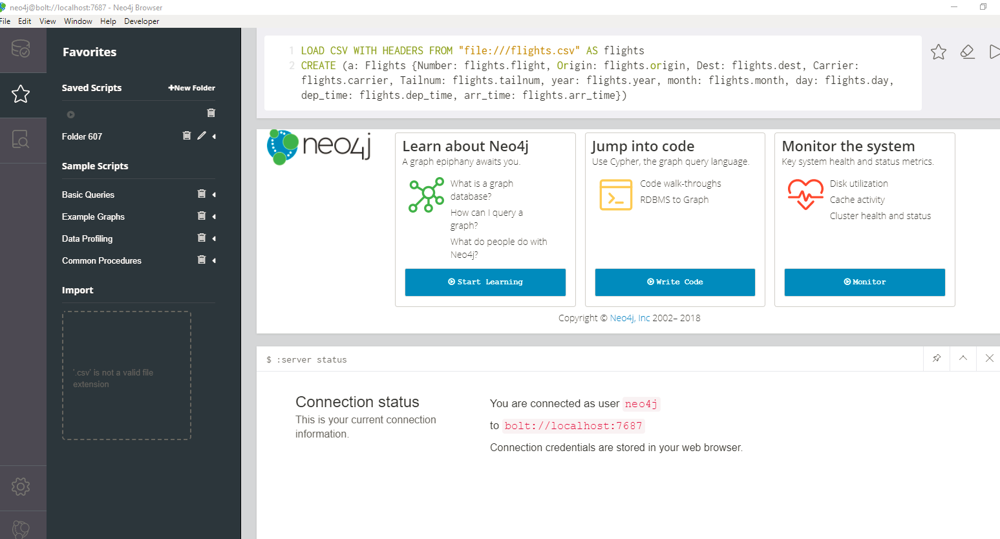 neo4j@bolt://localhost:7687 - Neo4j Browser
File Edit View Window Help Developer
Favorites
Saved Scripts
New Folder
Folder 607
Sample Scripts
Basic Queries
Example Graphs
Data Profiling
Common Procedures
Import
'.csv' is not a valid file
extension
1 LOAD CSV WITH HEADERS FROM "file:///flights.csv" AS flights
2 CREATE (a: Flights {Number: flights.flight, Origin: flights.origin, Dest: flights.dest, Carrier:
flights.carrier, Tailnum: flights.tailnum, year: flights.year, month: flights.month, day: flights.day,
dep_time: flights.dep_time, arr_time: flights.arr_time})
neo4j
Learn about Neo4j
A graph epiphany awaits you.
What is a graph
database?
How can I query a
graph?
What do people do with
Neo4j?
Start Learning
Jump into code
Use Cypher, the graph query language.
Code walk-throughs
RDBMS to Graph
Write Code
Monitor the system
Key system health and status metrics.
Disk utilization
Cache activity
Cluster health and status
Monitor
Copyright © Neo4j, Inc 2002– 2018
$ :server status
Connection status
This is your current connection
information.
You are connected as user neo4j
to bolt://localhost:7687
Connection credentials are stored in your web browser.